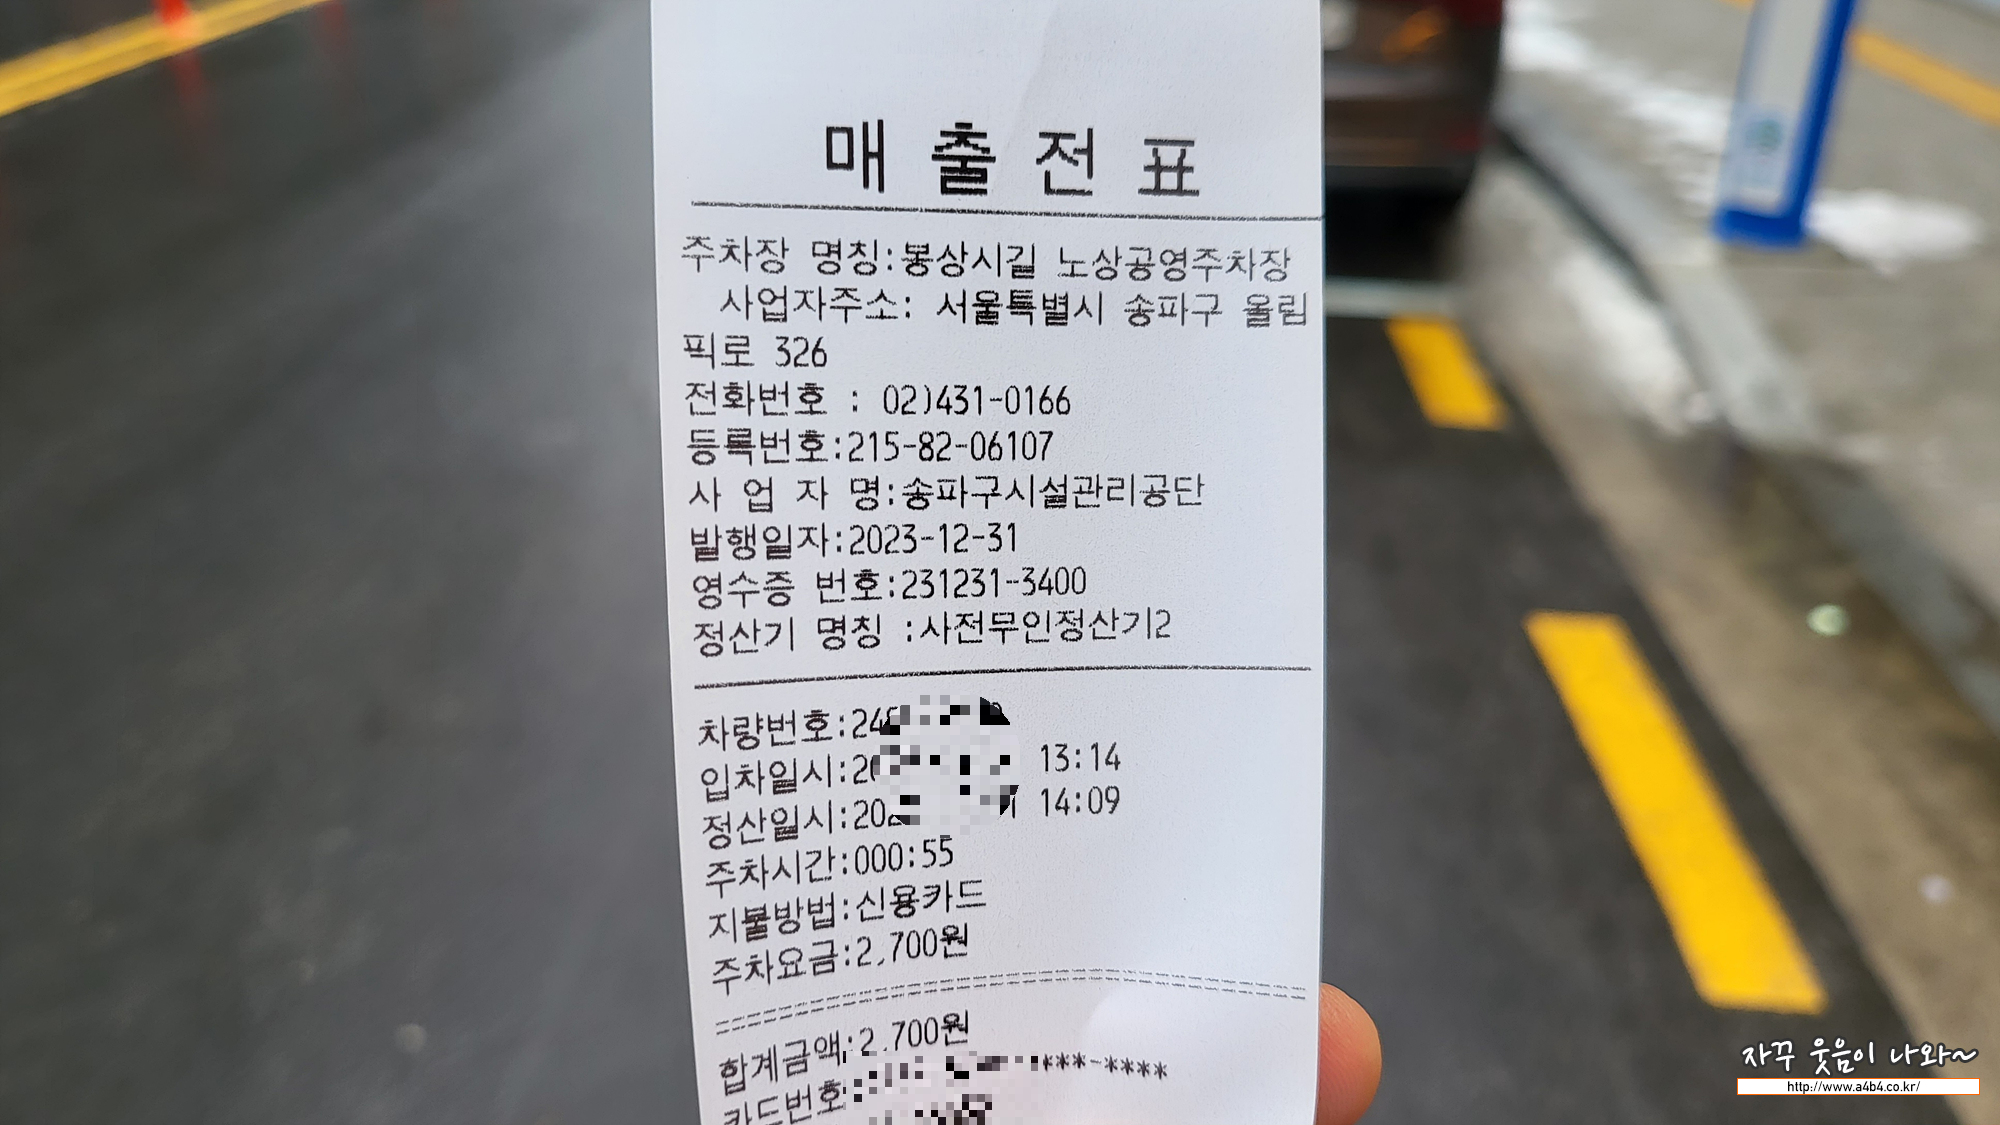 매출전표
주차장 명칭:봉상시길 노상공영주차장
사업자주소: 서울특별시 송파구 올림
픽로 326
전화번호 : 02)431-0166
등록번호:215-82-06107
사 업 자 명:송파구시설관리공단
발행일자:2023-12-31
영수증 번호:231231-3400
정산기 명칭 :사전무인정산기2
차량번호:24
입차일시:2 13:14
정산일시:20 14:09
주차시간:000:55
지불방법:신용카드
주차요금:2,700원
합계금액:2,700원
카드번호 ***-****
자꾸 웃음이 나와~
http://www.a4b4.co.kr/